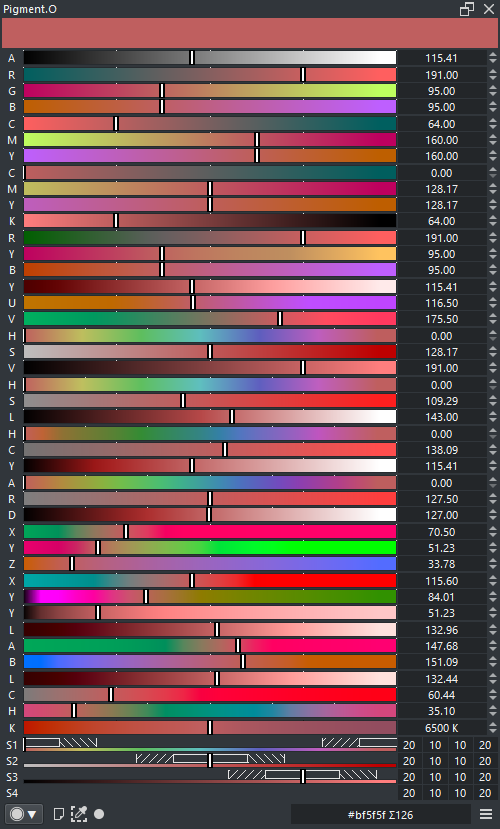 Pigment.O
A 115.41
R 191.00
G 95.00
B 95.00
C 64.00
M 160.00
Y 160.00
C 0.00
M 128.17
Y 128.17
K 64.00
R 191.00
Y 95.00
B 95.00
Y 115.41
U 116.50
V 175.50
H 0.00
S 128.17
V 191.00
H 0.00
S 109.29
L 143.00
H 0.00
C 138.09
Y 115.41
A 0.00
R 127.50
D 127.00
X 70.50
Y 51.23
Z 33.78
X 115.60
Y 84.01
Y 51.23
L 132.96
A 147.68
B 151.09
L 132.44
C 60.44
H 35.10
K 6500 K
S1 20 10 10 20
S2 20 10 10 20
S3 20 10 10 20
S4 20 10 10 20
#bf5f5f Σ126